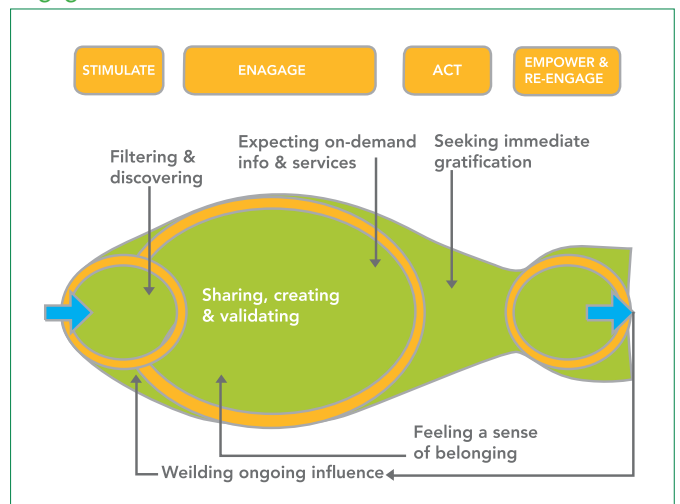 STIMULATE
ENAGAGE
ACT
EMPOWER &
RE-ENGAGE
Filtering &
discovering
Expecting on-demand
info & services
Seeking immediate
gratification
Sharing, creating
& validating
Feeling a sense
of belonging
Weilding ongoing influence